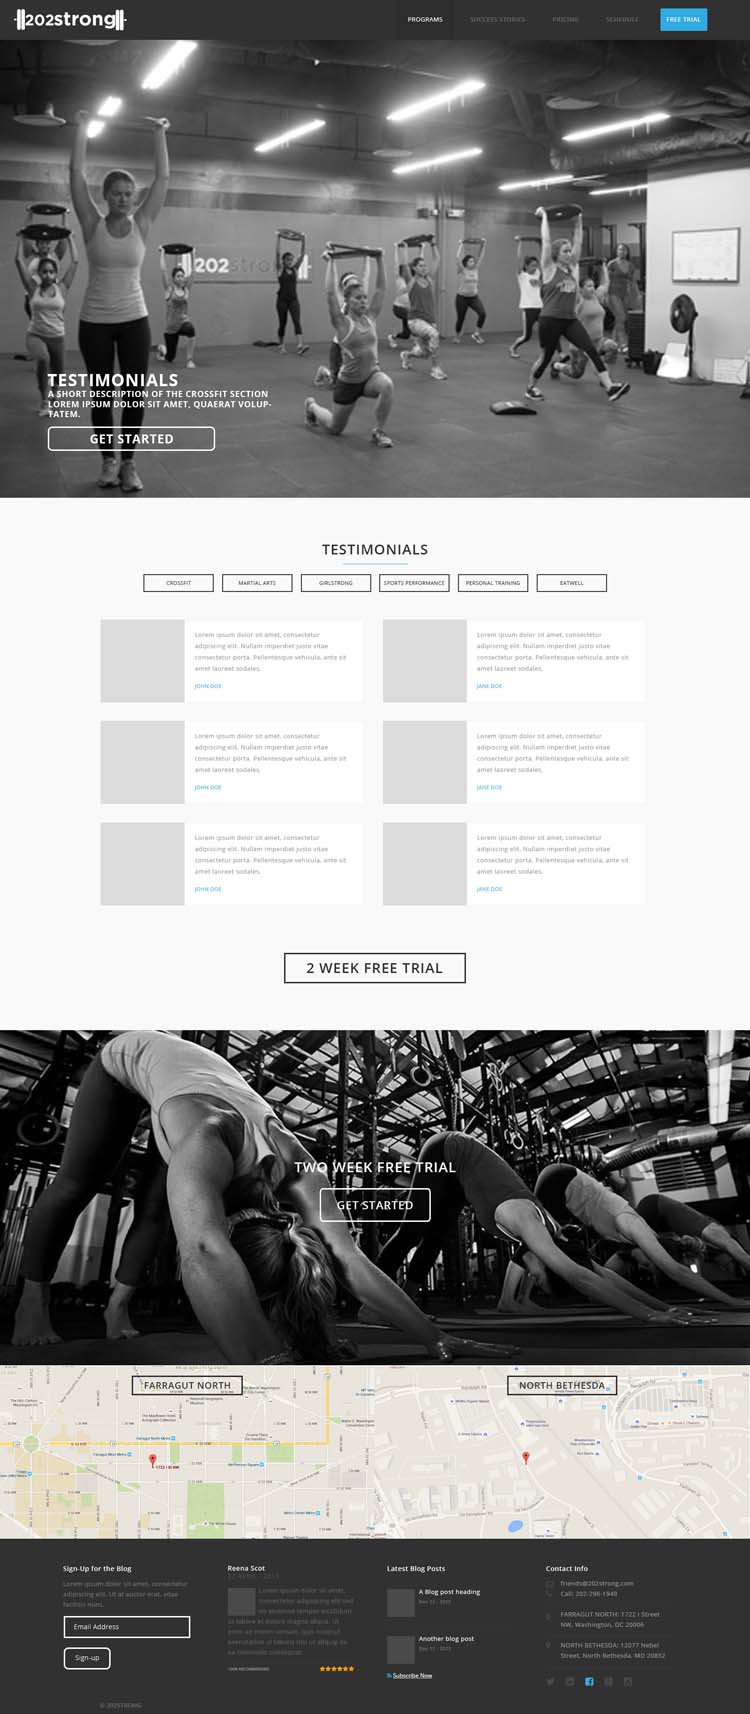 202strong
PROGRAMS
SUCCESS STORIES
PRICING
SCHEDULE
FREE TRIAL
202strong
TESTIMONIALS
A SHORT DESCRIPTION OF THE CROSSFIT SECTION
LOREM IPSUM DOLOR SIT AMET, QUAERAT VOLUP-
TATEM.
GET STARTED
TESTIMONIALS
CROSSFIT
MARTIAL ARTS
GIRLSTRONG
SPORTS PERFORMANCE
PERSONAL TRAINING
EATWELL
Lorem ipsum dolor sit amet, consectetur
adipiscing elit. Nullam imperdiet justo vitae
consectetur porta. Pellentesque vehicula, ante sit
amet laoreet sodales,
JOHN DOE
Lorem ipsum dolor sit amet, consectetur
adipiscing elit. Nullam imperdiet justo vitae
consectetur porta. Pellentesque vehicula, ante sit
amet laoreet sodales,
JANE DOE
Lorem ipsum dolor sit amet, consectetur
adipiscing elit. Nullam imperdiet justo vitae
consectetur porta. Pellentesque vehicula, ante sit
amet laoreet sodales,
JOHN DOE
Lorem ipsum dolor sit amet, consectetur
adipiscing elit. Nullam imperdiet justo vitae
consectetur porta. Pellentesque vehicula, ante sit
amet laoreet sodales,
JANE DOE
Lorem ipsum dolor sit amet, consectetur
adipiscing elit. Nullam imperdiet justo vitae
consectetur porta. Pellentesque vehicula, ante sit
amet laoreet sodales,
JOHN DOE
Lorem ipsum dolor sit amet, consectetur
adipiscing elit. Nullam imperdiet justo vitae
consectetur porta. Pellentesque vehicula, ante sit
amet laoreet sodales,
JANE DOE
2 WEEK FREE TRIAL
TWO WEEK FREE TRIAL
GET STARTED
FARRAGUT NORTH
1722 I St NW
NORTH BETHESDA
Sign-Up for the Blog
Lorem ipsum dolor sit amet, consectetur
adipiscing elit. Ut at auctor erat, vitae
facilisis nunc.
Email Address
Sign-up
Reena Scot
Lorem ipsum dolor sit amet,
consectetur adipisicing elit sed
do eiusmod tempor incididunt
ut labore et dolore magna aliqua. Ut
enim ad minim veniam, quis nostrud
exercitation ut laboris nisi ut aliquip ex
ea commodo consequat.
100% RECOMMENDED
Latest Blog Posts
A Blog post heading
Dec 12 - 2015
Another blog post
Dec 12 - 2015
Subscribe Now
Contact Info
friends@202strong.com
Call: 202-296-1949
FARRAGUT NORTH: 1722 I Street
NW, Washington, DC 20006
NORTH BETHESDA: 12077 Nebel
Street, North Bethesda, MD 20852
© 202STRONG